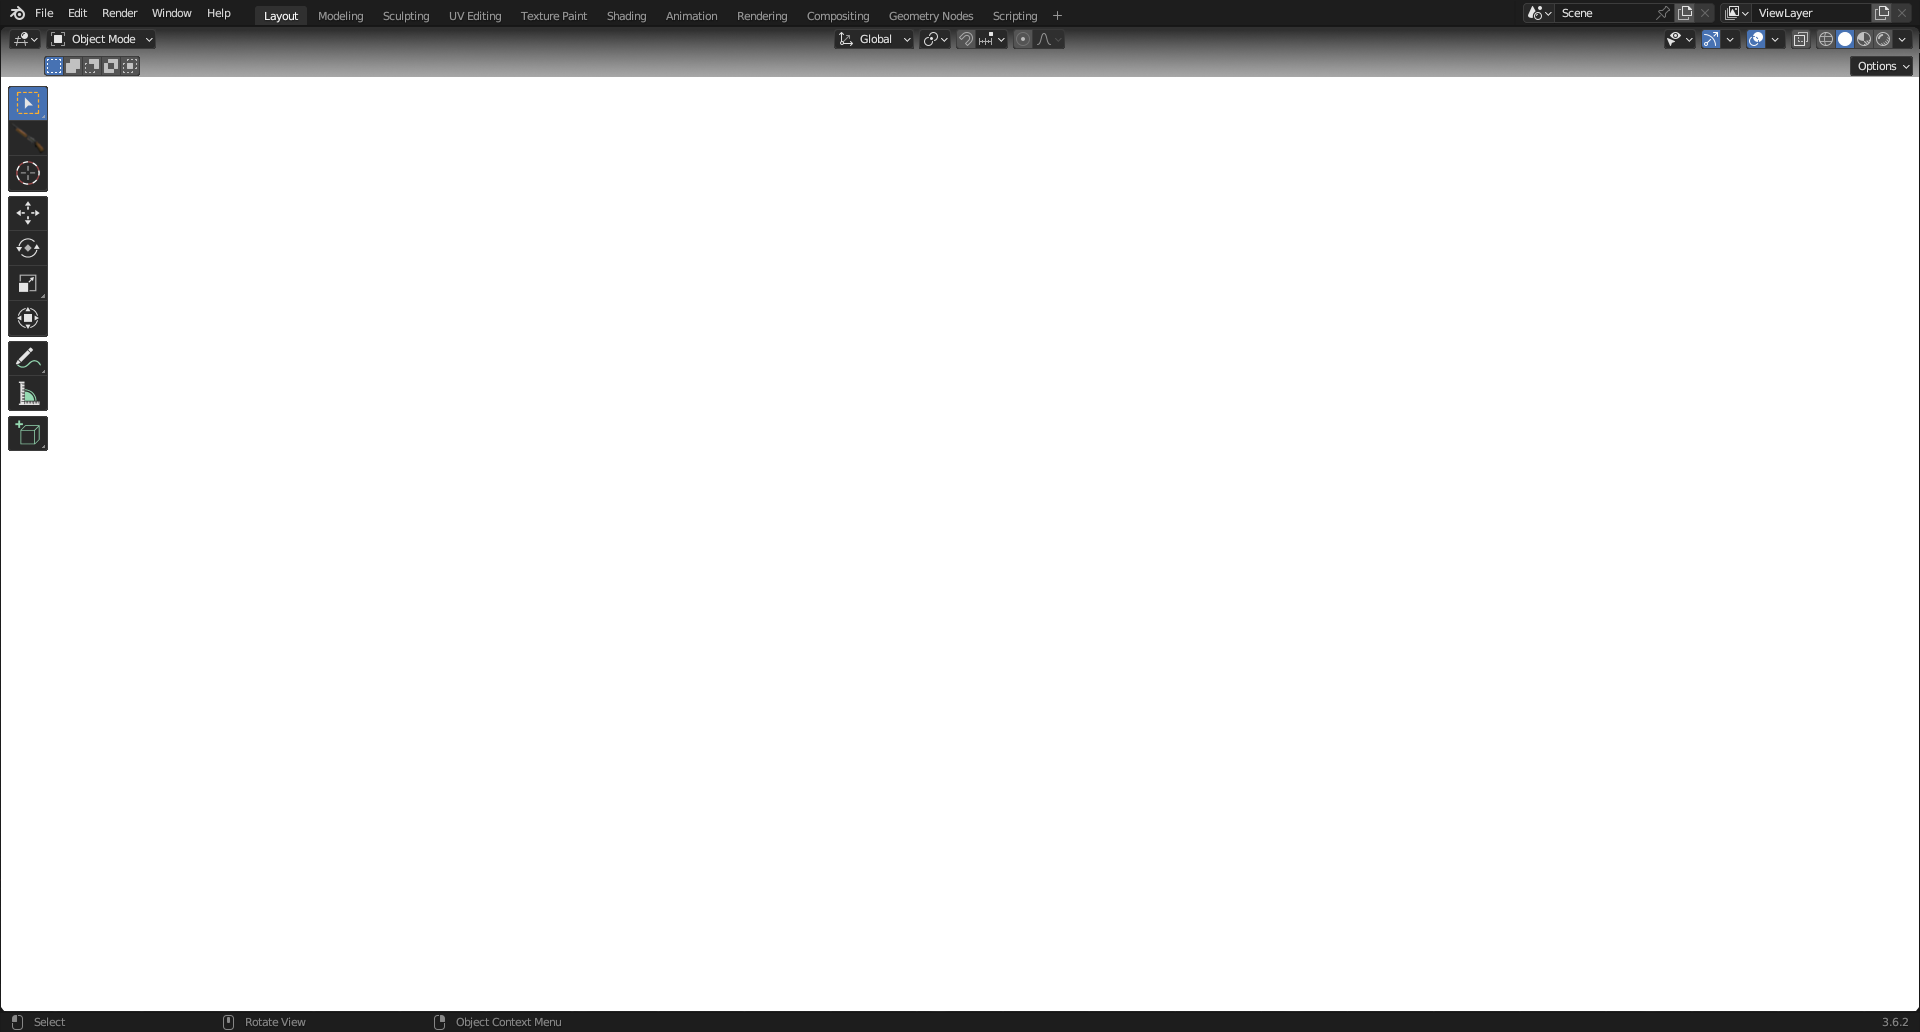 File Edit Render Window Help Layout Modeling Sculpting UV Editing Texture Paint Shading Animation Rendering Compositing Geometry Nodes Scripting + Scene ViewLayer
Object Mode Global
Options
Select Rotate View Object Context Menu 3.6.2